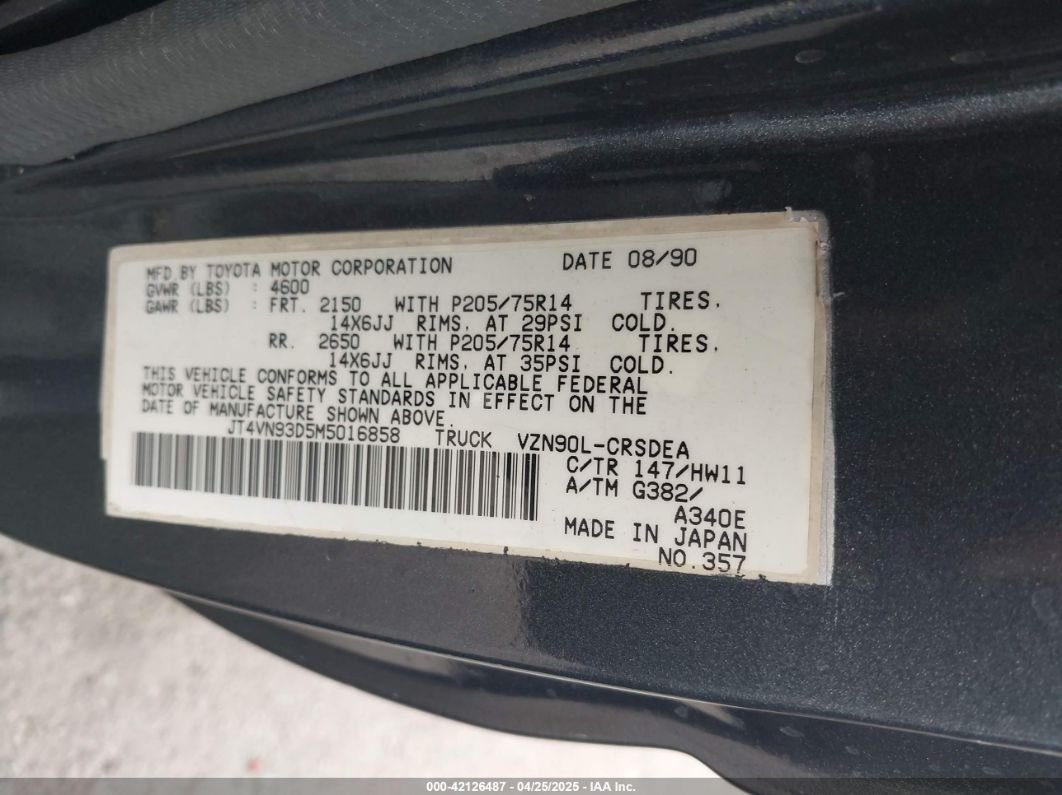 MFD.BY TOYOTA MOTOR CORPORATION DATE 08/90
GVWR (LBS) : 4600
GAWR (LBS) : FRT. 2150 WITH P205/75R14 TIRES,
14X6JJ RIMS, AT 29PSI COLD.
RR. 2650 WITH P205/75R14 TIRES,
14X6JJ RIMS, AT 35PSI COLD.
THIS VEHICLE CONFORMS TO ALL APPLICABLE FEDERAL
MOTOR VEHICLE SAFETY STANDARDS IN EFFECT ON THE
DATE OF MANUFACTURE SHOWN ABOVE.
JT4VN93D5M5016858 TRUCK VZN90L-CRSDEA
C/TR 147/HW11
A/TM G382/
A340E
MADE IN JAPAN
NO.357
000-42126487 - 04/25/2025 - IAA Inc.